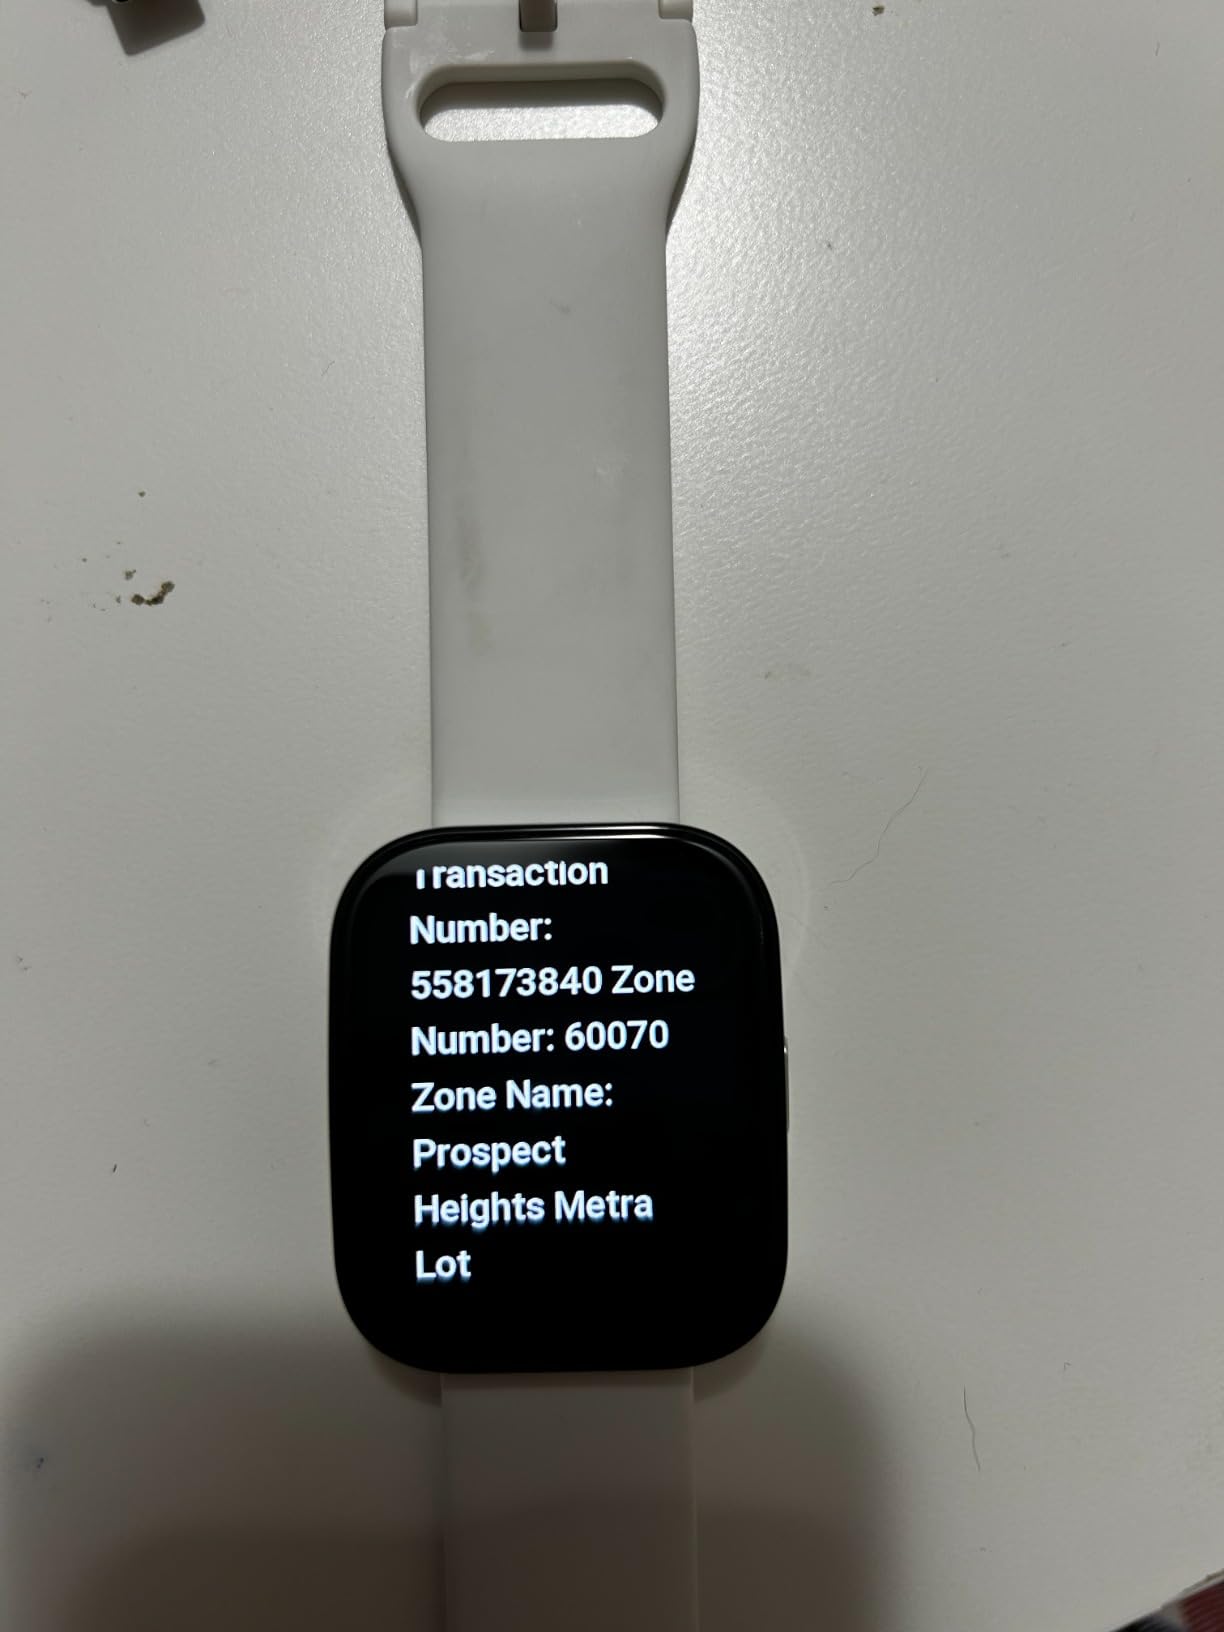 Transaction
Number:
558173840 Zone
Number: 60070
Zone Name:
Prospect
Heights Metra
Lot